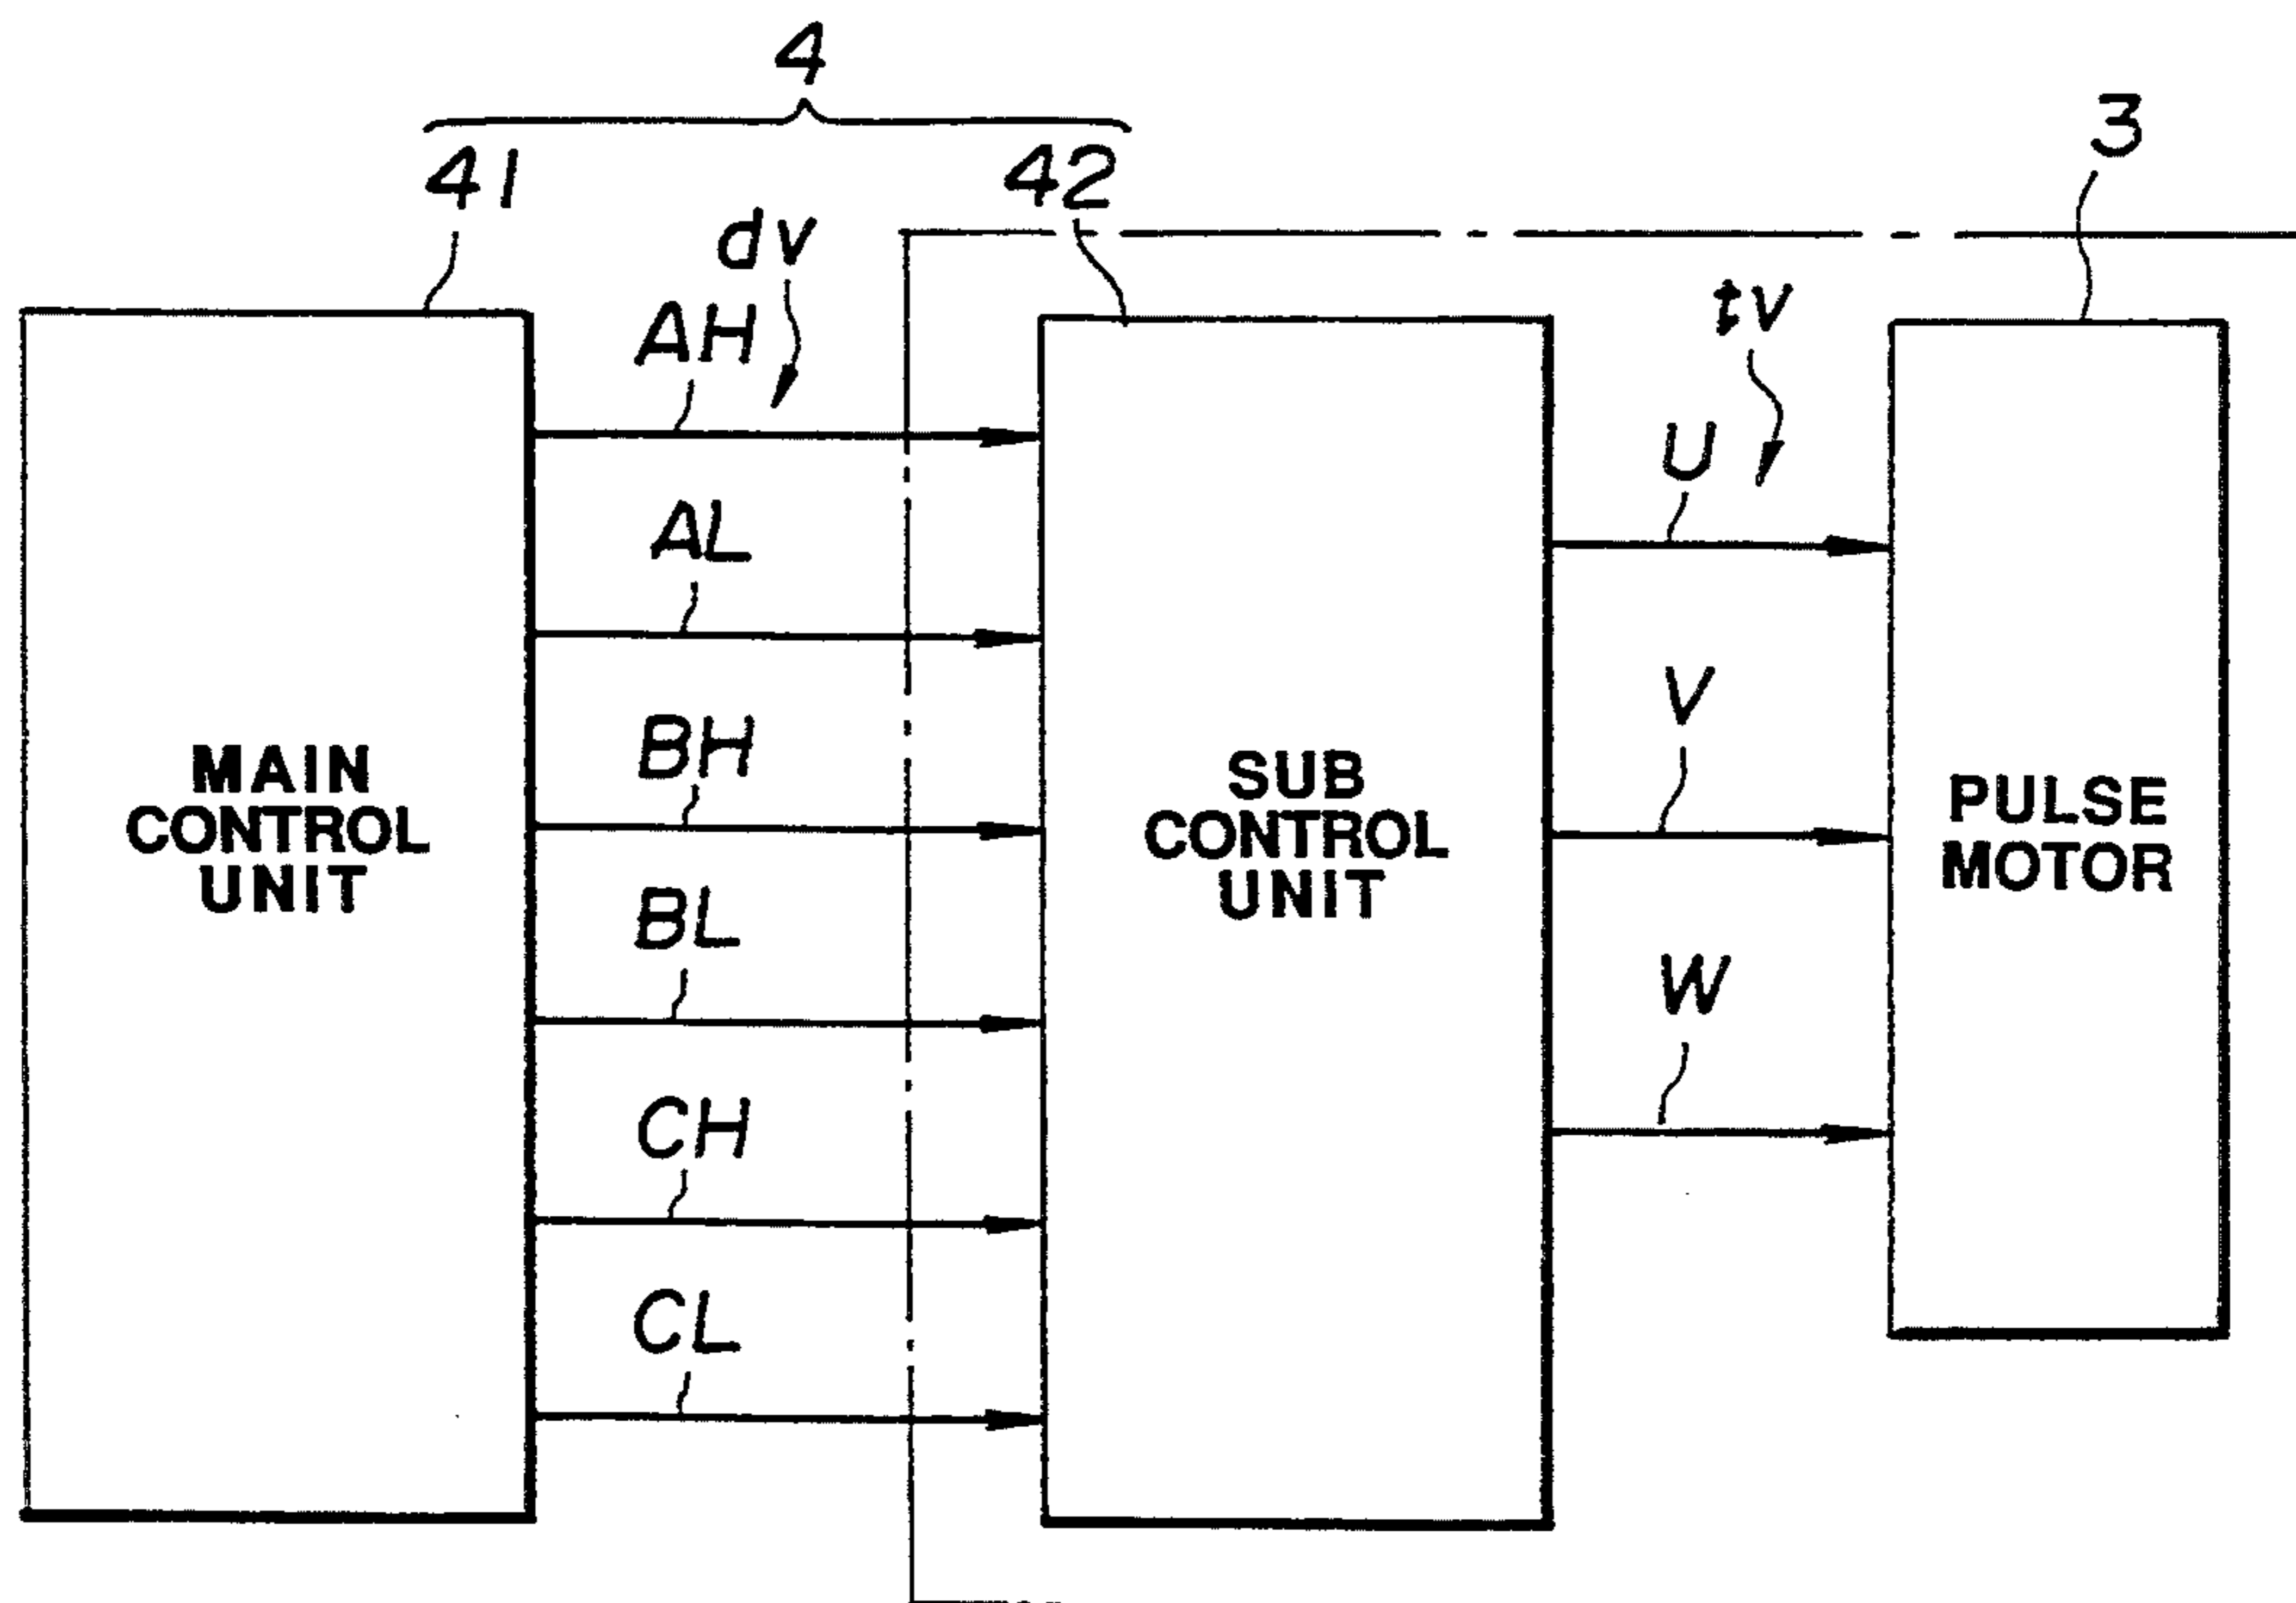 4
41
42
3
dv
tv
AH
AL
BH
BL
CH
CL
U
V
W
MAIN
CONTROL
UNIT
SUB
CONTROL
UNIT
PULSE
MOTOR